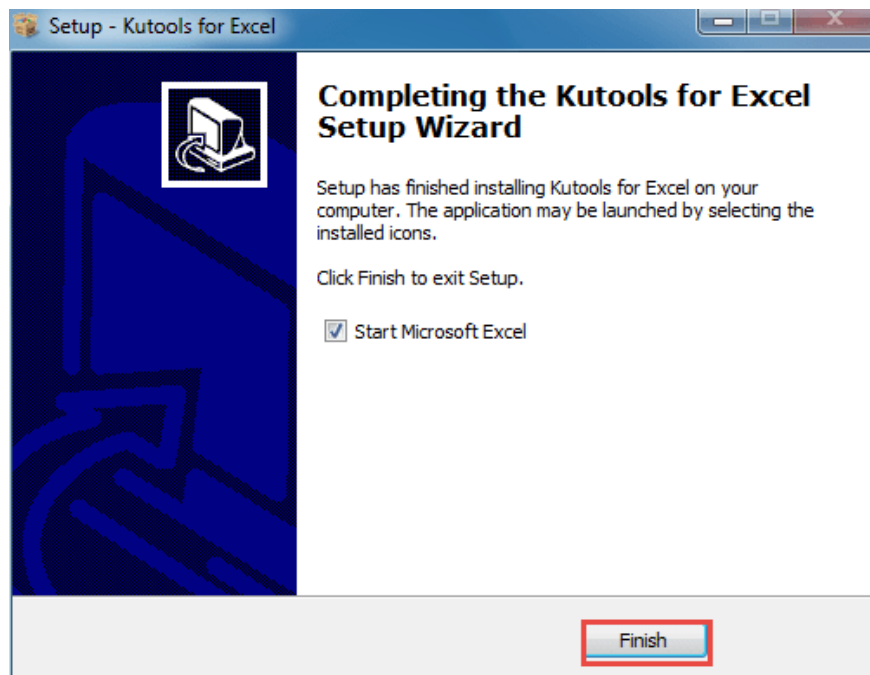 Setup - Kutools for Excel
Completing the Kutools for Excel
Setup Wizard
Setup has finished installing Kutools for Excel on your
computer. The application may be launched by selecting the
installed icons.
Click Finish to exit Setup.
Start Microsoft Excel
Finish